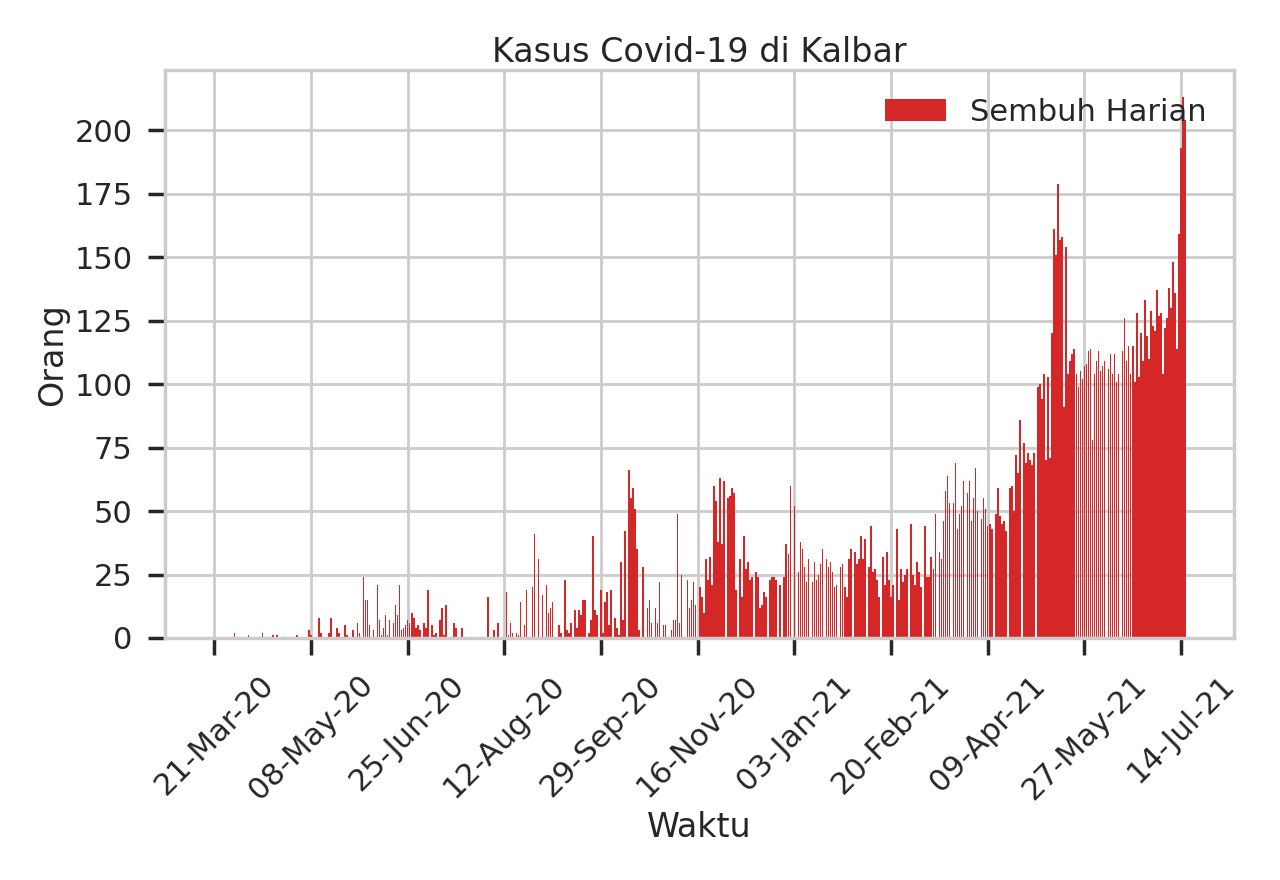 Kasus Covid-19 di Kalbar
Sembuh Harian
200
175
150
125
100
75
50
25
0
Orang
21-Mar-20
08-May-20
25-Jun-20
12-Aug-20
29-Sep-20
16-Nov-20
03-Jan-21
20-Feb-21
09-Apr-21
27-May-21
14-Jul-21
Waktu